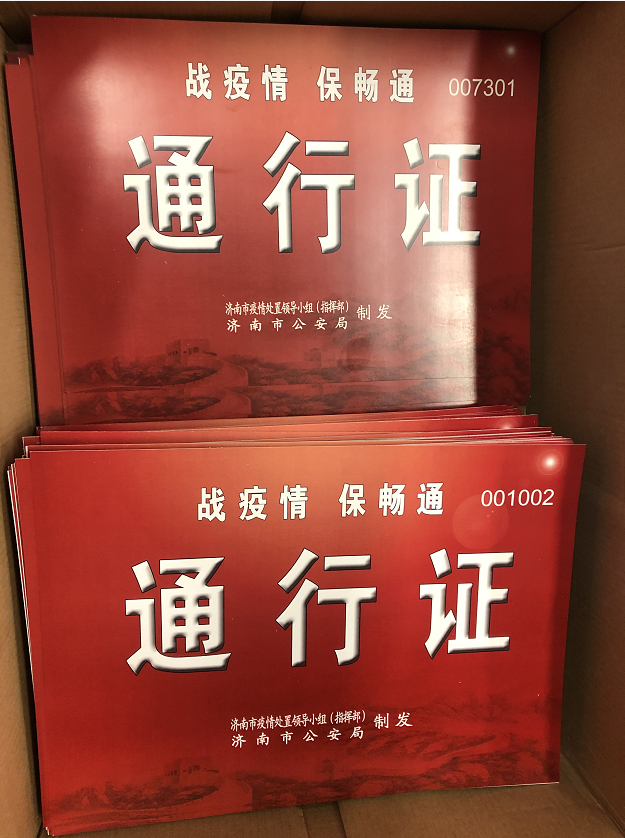 战疫情 保畅通 007301
通行证
济南市疫情处置领导小组（指挥部）
济南市公安局
制发
战疫情 保畅通 001002
通行证
济南市疫情处置领导小组（指挥部）
济南市公安局
制发